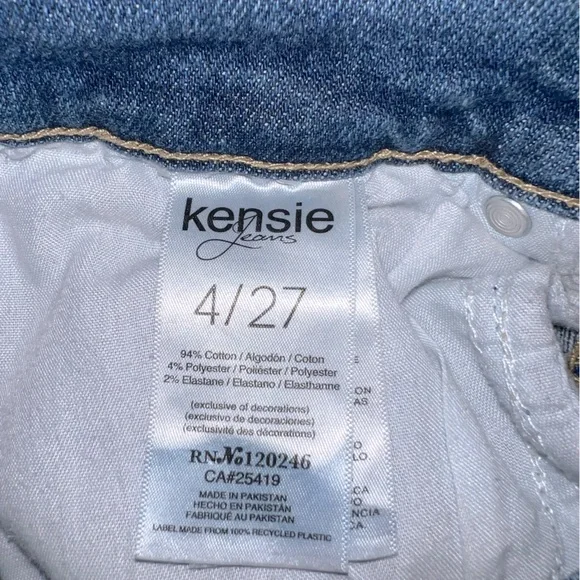 kensie
Jeans
4/27
94% Cotton / Algodón / Coton
4% Polyester / Poliéster / Polyester
2% Elastane / Elastano / Elasthanne
(exclusive of decorations)
(exclusivo de decoraciones)
(exclusivité des décorations)
RN No 120246
CA#25419
MADE IN PAKISTAN
HECHO EN PAKISTAN
FABRIQUÉ AU PAKISTAN
LABEL MADE FROM 100% RECYCLED PLASTIC